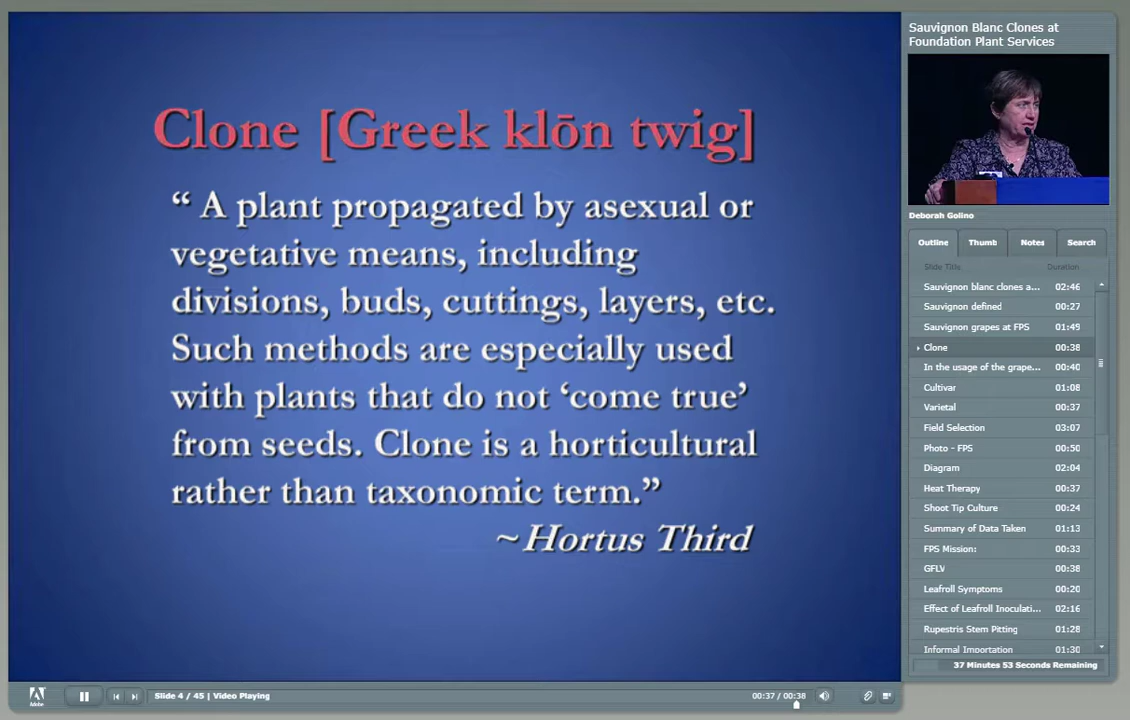 Clone [Greek klōn twig]
“ A plant propagated by asexual or
vegetative means, including
divisions, buds, cuttings, layers, etc.
Such methods are especially used
with plants that do not ‘come true’
from seeds. Clone is a horticultural
rather than taxonomic term.”
~Hortus Third
Adobe
Slide 4 / 45 | Video Playing
00:37 / 00:38
Sauvignon Blanc Clones at
Foundation Plant Services
Deborah Golino
Outline Thumb Notes Search
Slide Title Duration
Sauvignon blanc clones a... 02:46
Sauvignon defined 00:27
Sauvignon grapes at FPS 01:49
Clone 00:38
In the usage of the grape... 00:40
Cultivar 01:08
Varietal 00:37
Field Selection 03:07
Photo - FPS 00:50
Diagram 02:04
Heat Therapy 00:37
Shoot Tip Culture 00:24
Summary of Data Taken 01:13
FPS Mission: 00:33
GFLV 00:38
Leafroll Symptoms 00:20
Effect of Leafroll Inoculati... 02:16
Rupestris Stem Pitting 01:28
Informal Importation 01:30
37 Minutes 53 Seconds Remaining